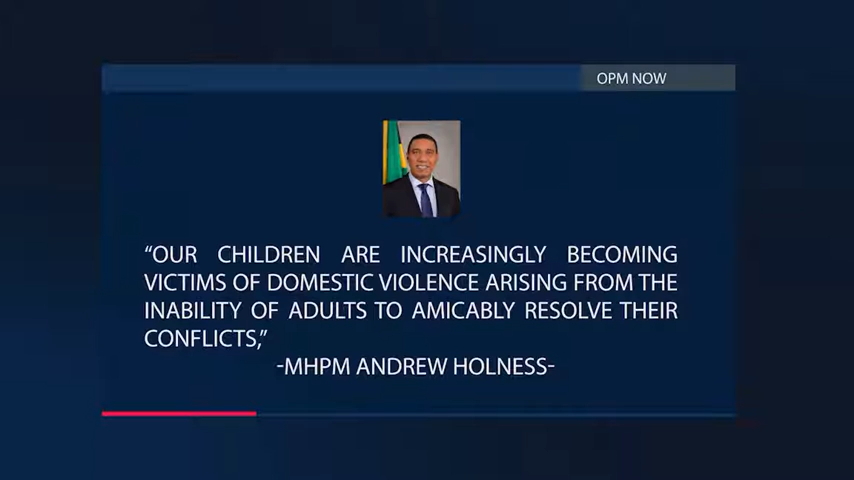 OPM NOW
“OUR CHILDREN ARE INCREASINGLY BECOMING
VICTIMS OF DOMESTIC VIOLENCE ARISING FROM THE
INABILITY OF ADULTS TO AMICABLY RESOLVE THEIR
CONFLICTS,”
-MHPM ANDREW HOLNESS-